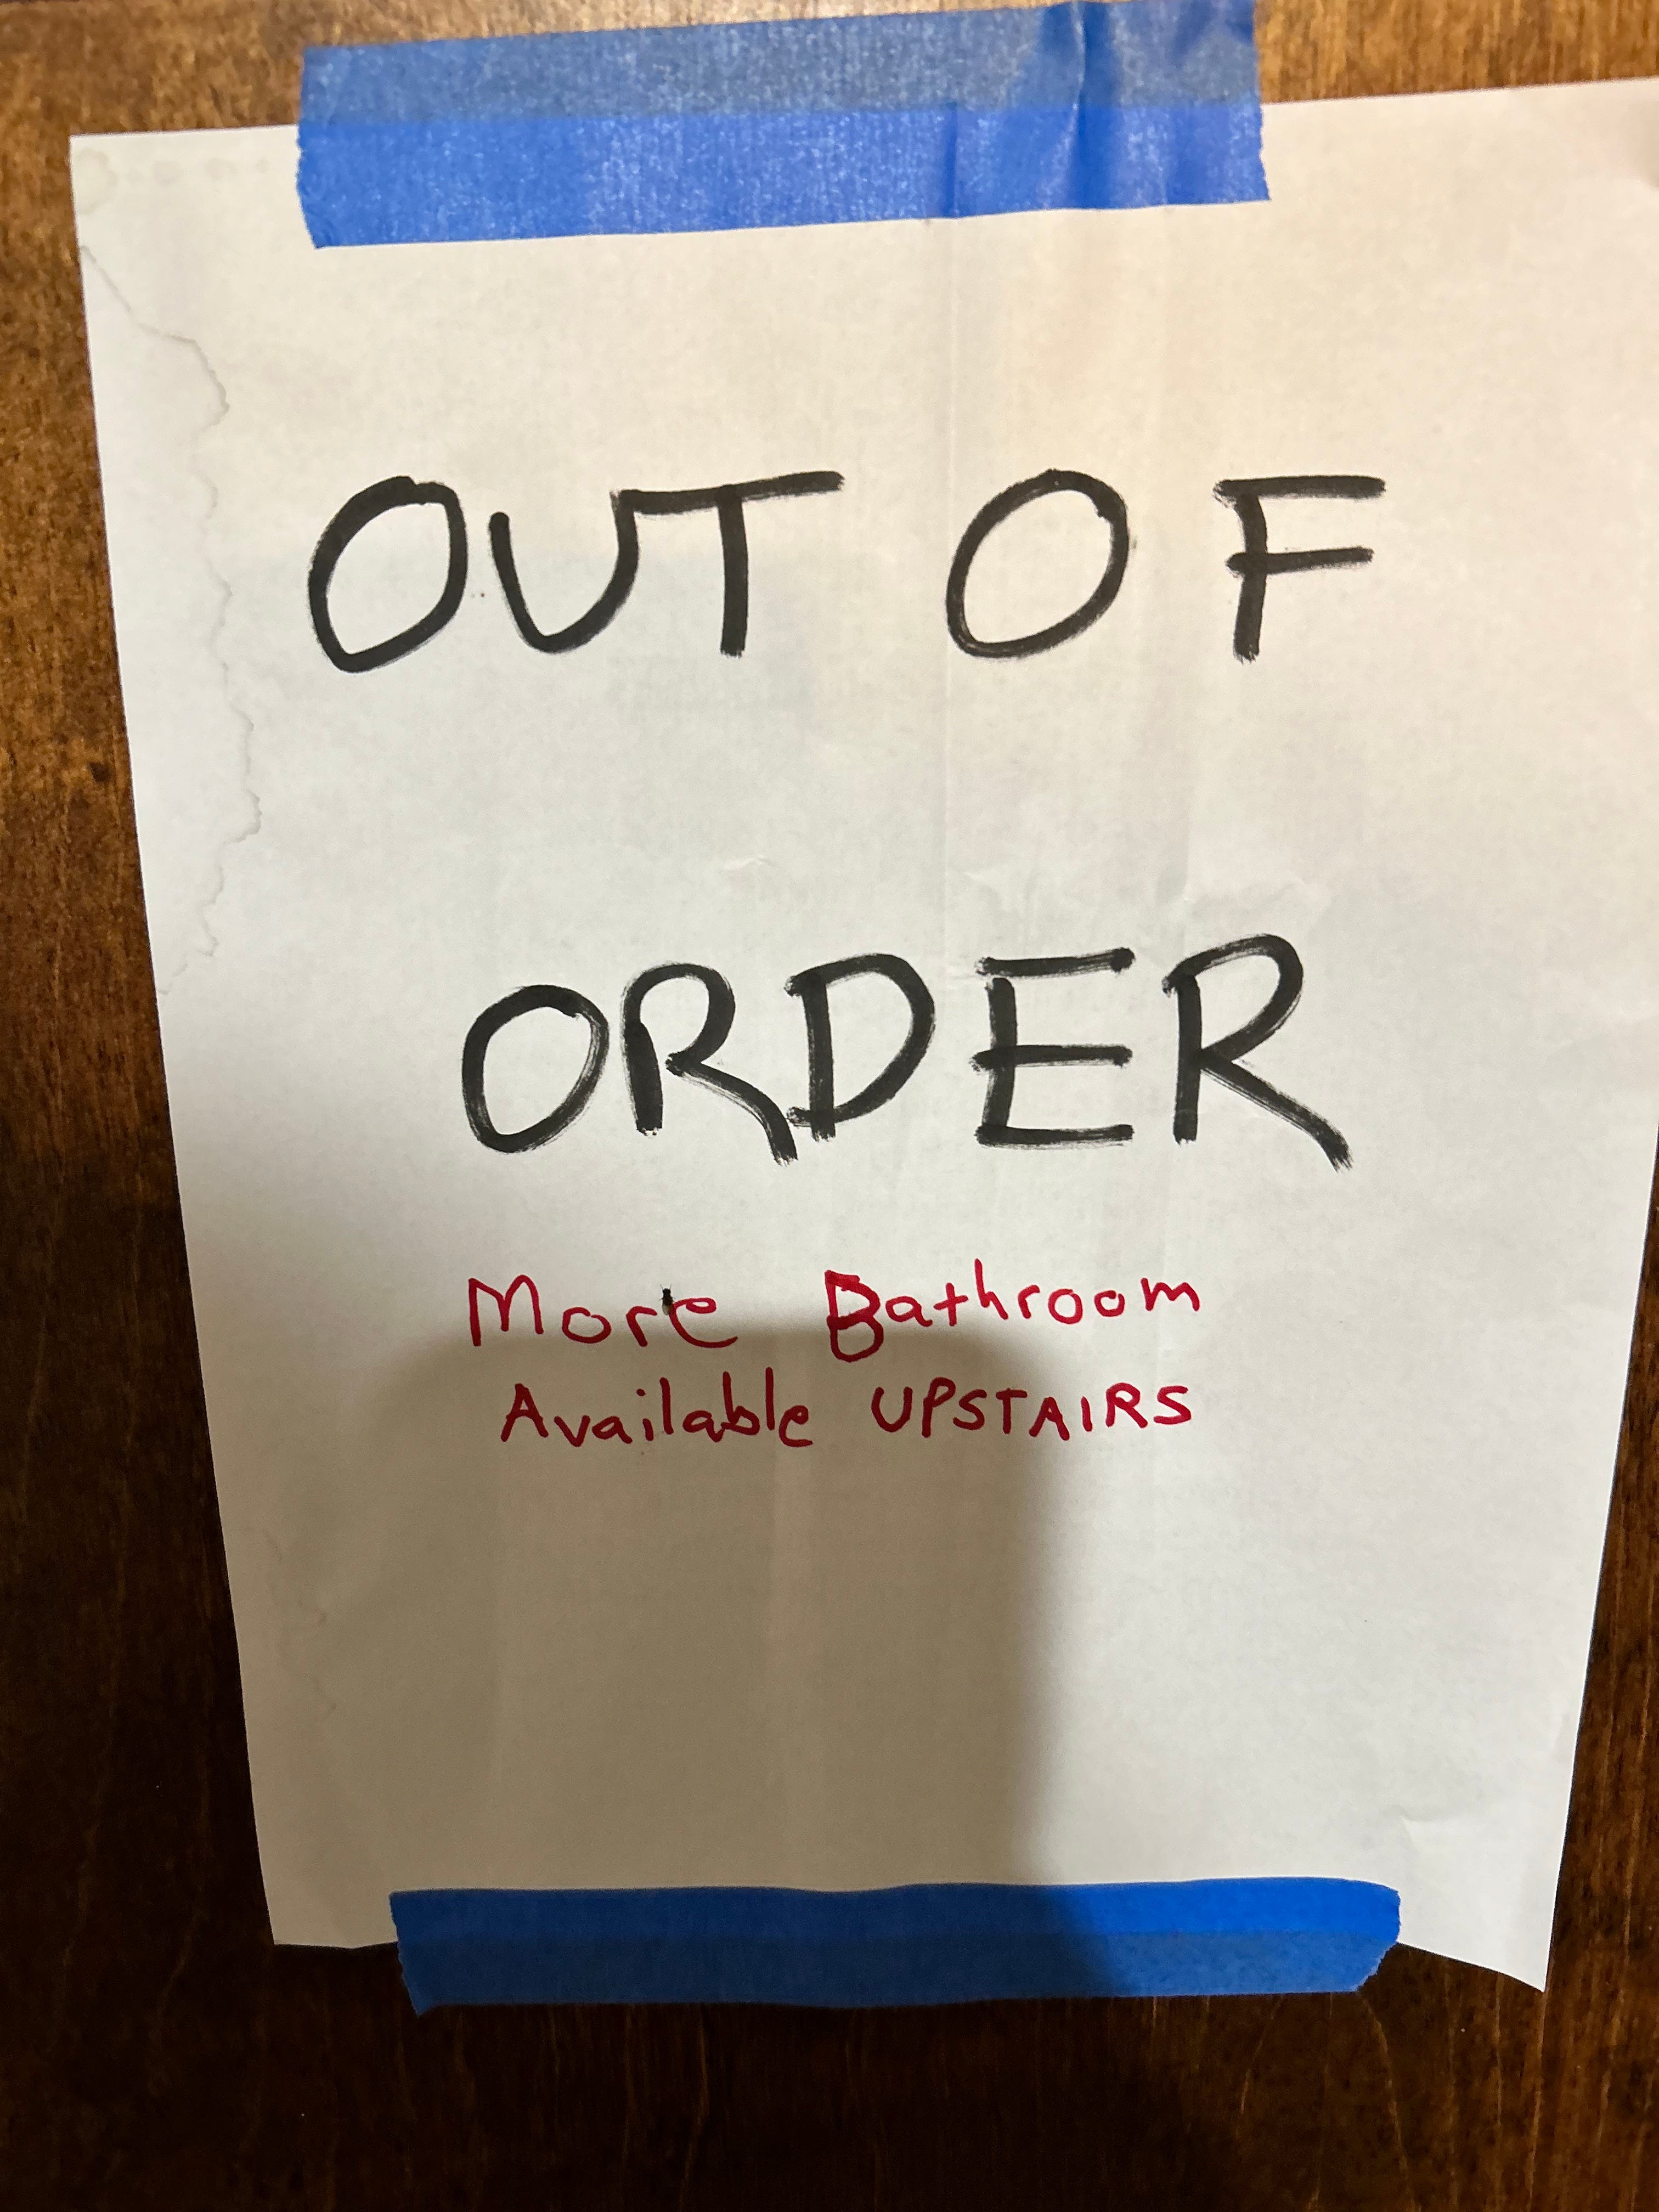 OUT OF
ORDER
More Bathroom
Available UPSTAIRS